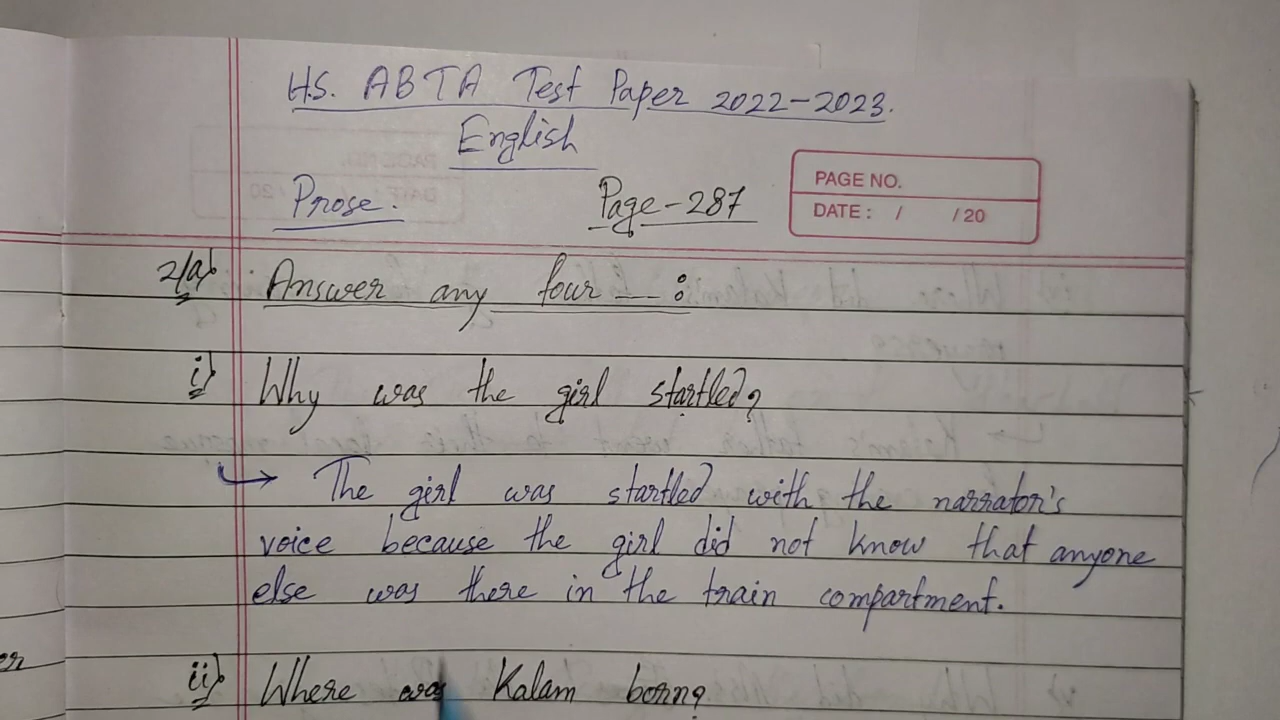 H.S. ABTA Test Paper 2022-2023.
English
Prose. Page-287
PAGE NO.
DATE: / /20
2/a) Answer any four — :
i) Why was the girl startled?
↳ The girl was startled with the narrator's
voice because the girl did not know that anyone
else was there in the train compartment.
ii) Where was Kalam born?